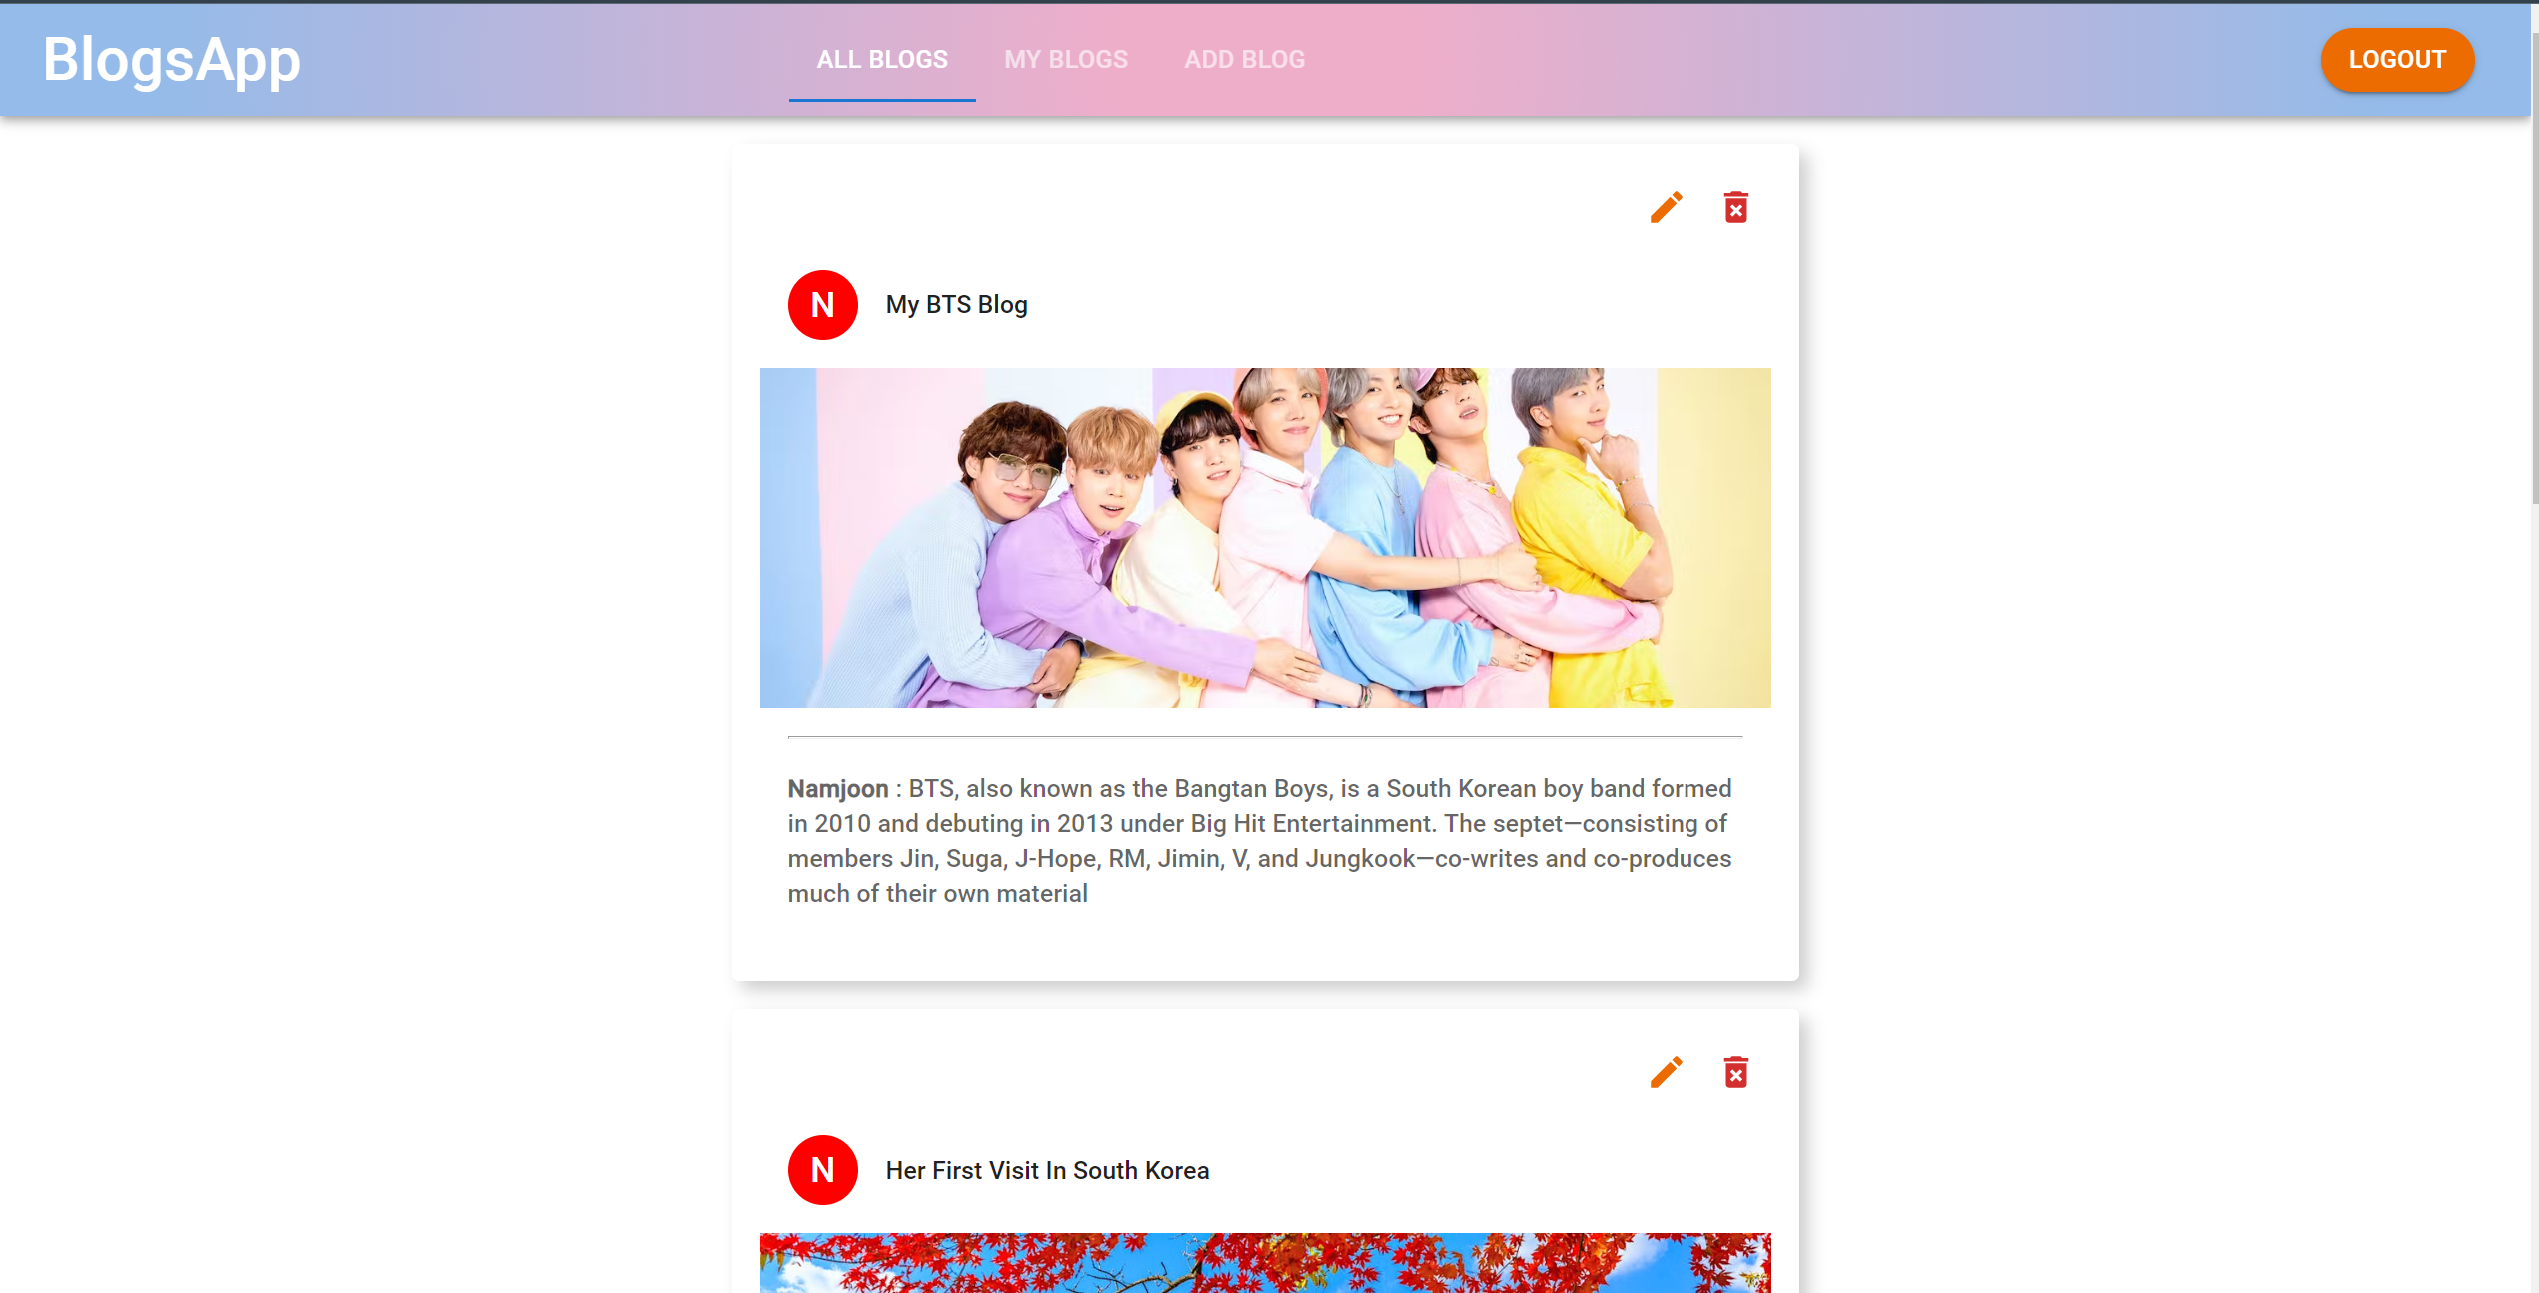 BlogsApp
ALL BLOGS
MY BLOGS
ADD BLOG
LOGOUT
N
My BTS Blog
Namjoon : BTS, also known as the Bangtan Boys, is a South Korean boy band formed
in 2010 and debuting in 2013 under Big Hit Entertainment. The septet—consisting of
members Jin, Suga, J-Hope, RM, Jimin, V, and Jungkook—co-writes and co-produces
much of their own material
N
Her First Visit In South Korea